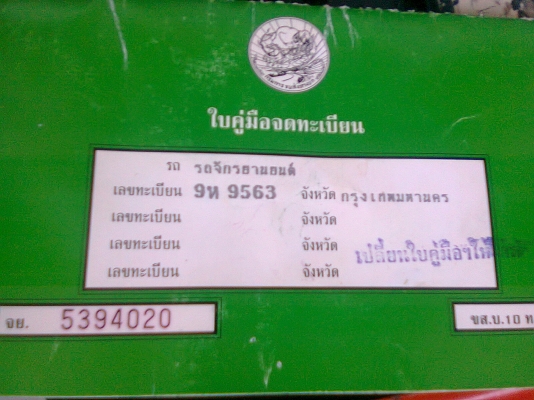 ใบคู่มือจดทะเบียน
รถ รถจักรยานยนต์
เลขทะเบียน 9ห 9563 จังหวัด กรุงเทพมหานคร
เลขทะเบียน จังหวัด
เลขทะเบียน จังหวัด เปลี่ยนใบคู่มือฯ
เลขทะเบียน จังหวัด
จย. 5394020 ขส.บ.10 ท